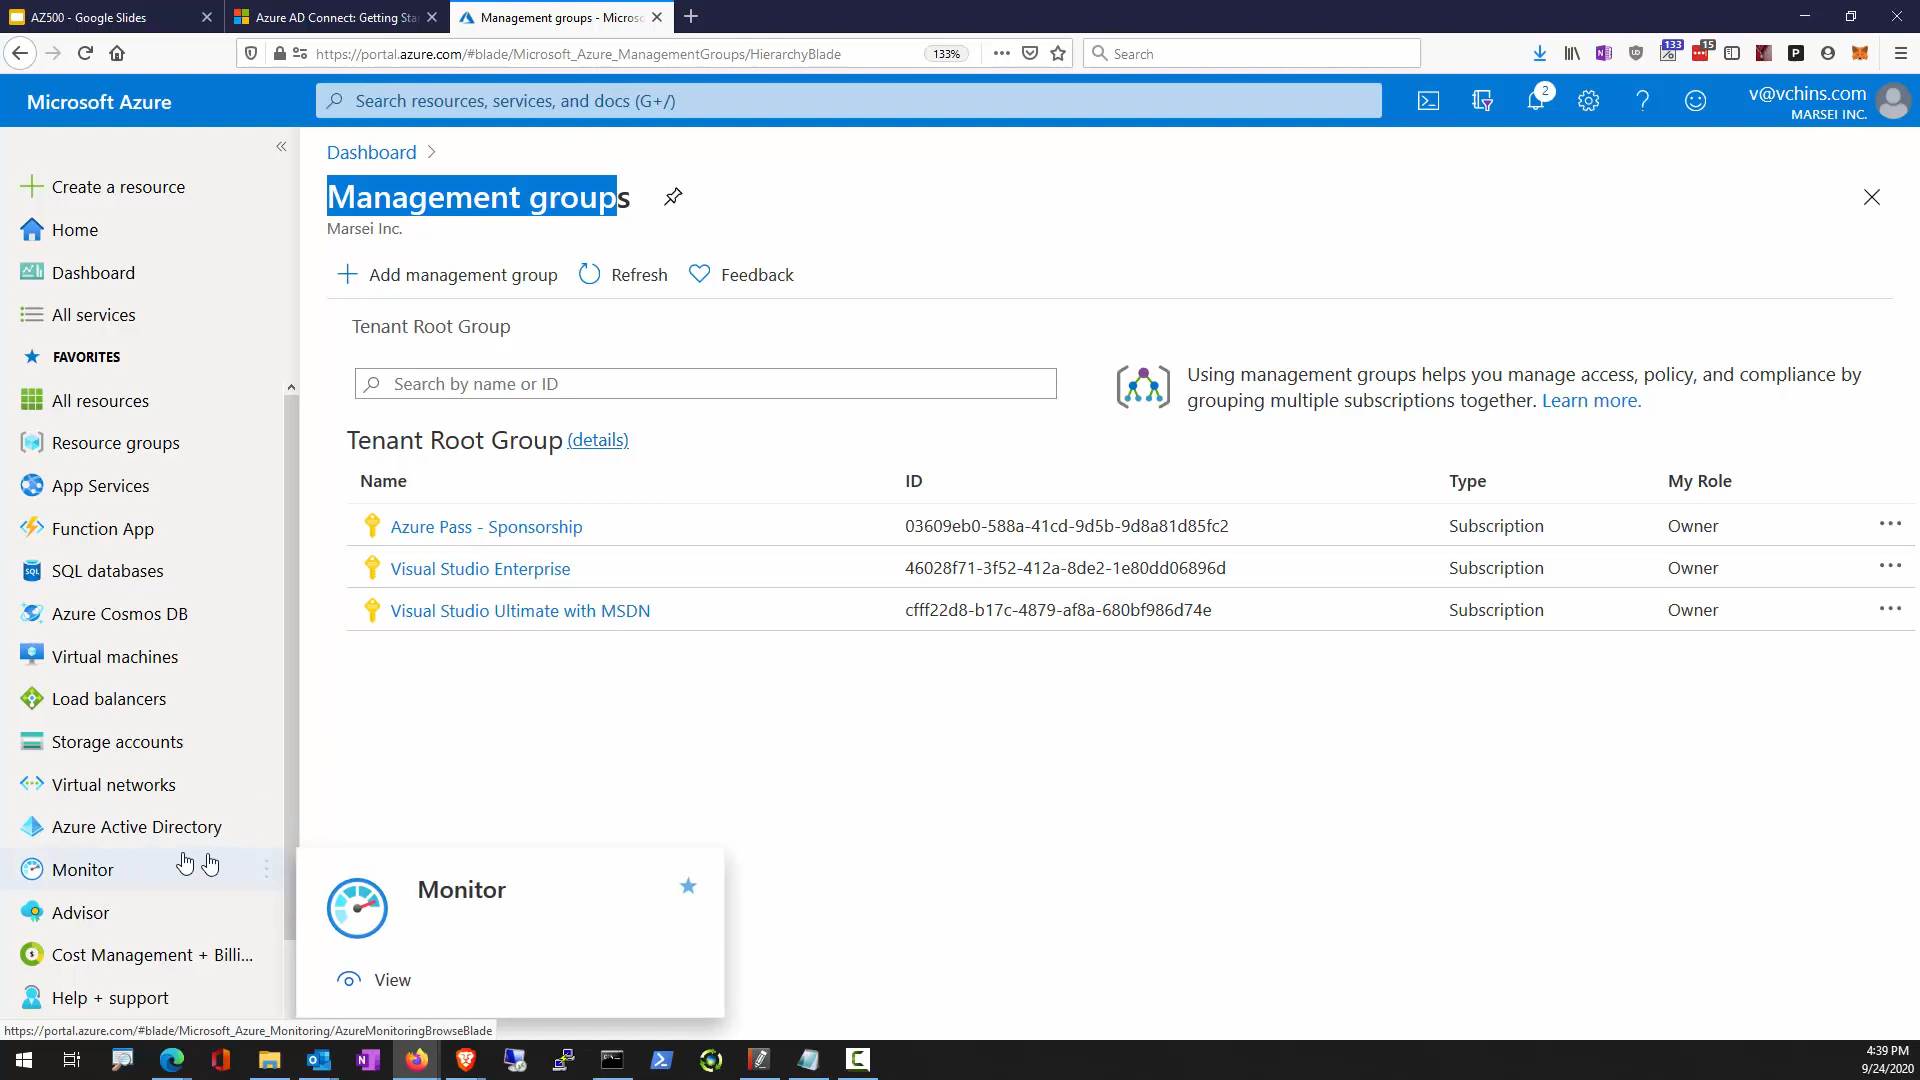 AZ500 - Google Slides
Azure AD Connect: Getting Sta
Management groups - Micros
https://portal.azure.com/#blade/Microsoft_Azure_ManagementGroups/HierarchyBlade
133%
Search
133
15
Microsoft Azure
Search resources, services, and docs (G+/)
2
v@vchins.com
MARSEI INC.
Create a resource
Home
Dashboard
All services
FAVORITES
All resources
Resource groups
App Services
Function App
SQL databases
Azure Cosmos DB
Virtual machines
Load balancers
Storage accounts
Virtual networks
Azure Active Directory
Monitor
Advisor
Cost Management + Billi...
Help + support
Dashboard
Management groups
Marsei Inc.
Add management group
Refresh
Feedback
Tenant Root Group
Search by name or ID
Using management groups helps you manage access, policy, and compliance by
grouping multiple subscriptions together. Learn more.
Tenant Root Group (details)
Name ID Type My Role
Azure Pass - Sponsorship 03609eb0-588a-41cd-9d5b-9d8a81d85fc2 Subscription Owner
Visual Studio Enterprise 46028f71-3f52-412a-8de2-1e80dd06896d Subscription Owner
Visual Studio Ultimate with MSDN cfff22d8-b17c-4879-af8a-680bf986d74e Subscription Owner
Monitor
View
https://portal.azure.com/#blade/Microsoft_Azure_Monitoring/AzureMonitoringBrowseBlade
4:39 PM
9/24/2020